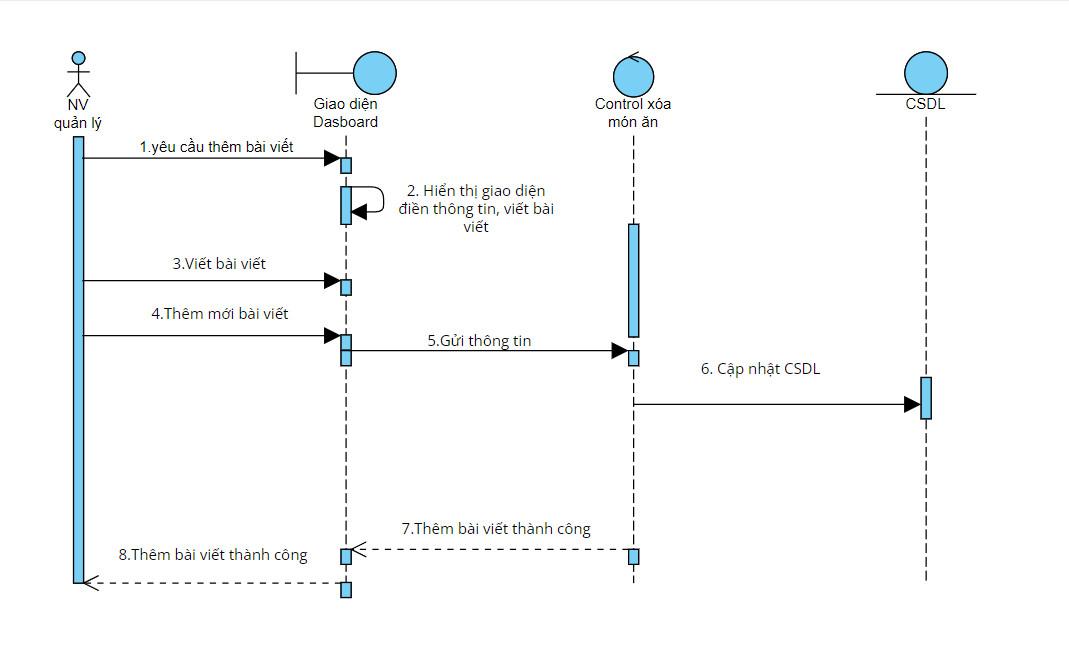 NV
quản lý
Giao diện
Dasboard
Control xóa
món ăn
CSDL
1.yêu cầu thêm bài viết
2. Hiển thị giao diện
điền thông tin, viết bài
viết
3.Viết bài viết
4.Thêm mới bài viết
5.Gửi thông tin
6. Cập nhật CSDL
7.Thêm bài viết thành công
8.Thêm bài viết thành công